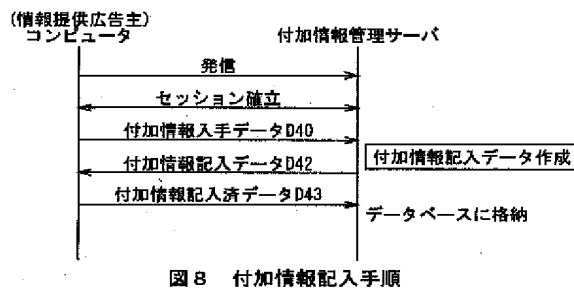 (情報提供広告主)
コンピュータ
付加情報管理サーバ
発信
セッション確立
付加情報入手データD40
付加情報記入データ作成
付加情報記入データD42
付加情報記入済データD43
データベースに格納
図8 付加情報記入手順